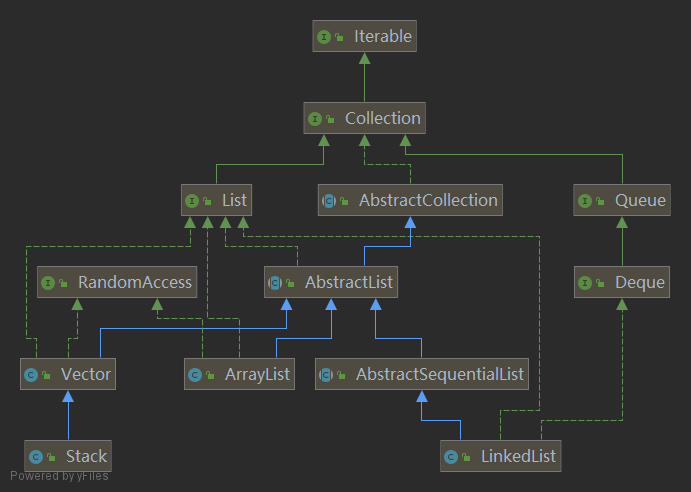 Iterable
Collection
List
AbstractCollection
Queue
RandomAccess
AbstractList
Deque
Vector
ArrayList
AbstractSequentialList
Stack
LinkedList
Powered by yFiles